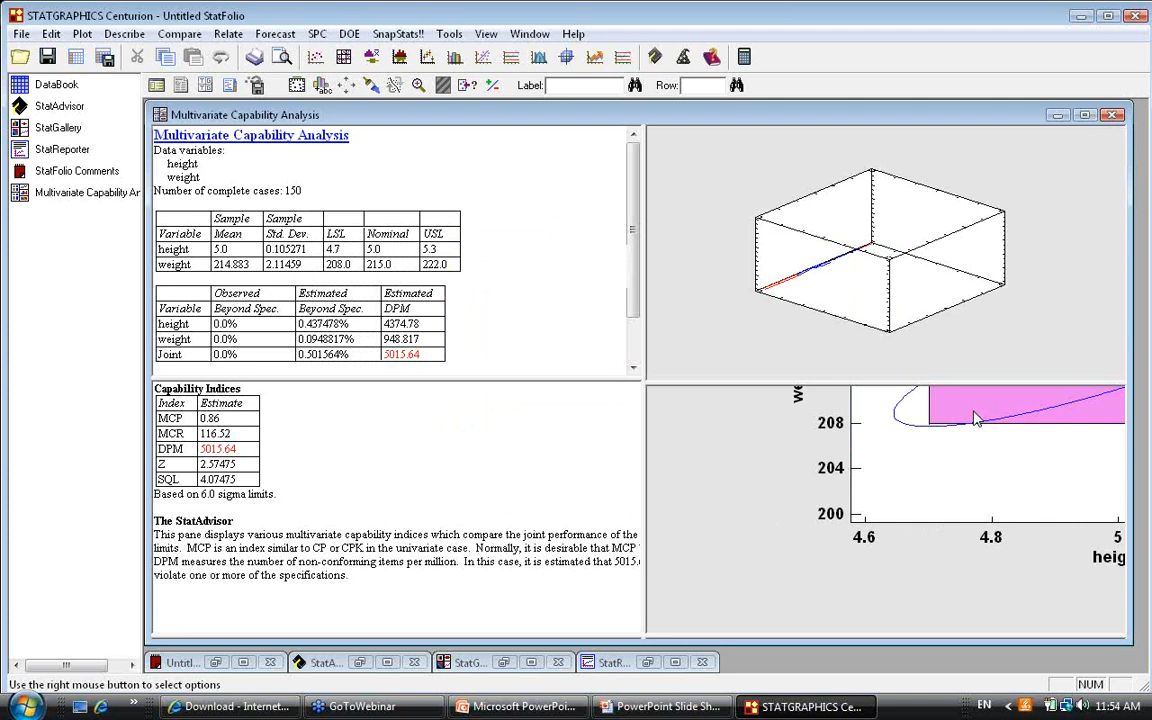 STATGRAPHICS Centurion - Untitled StatFolio
File Edit Plot Describe Compare Relate Forecast SPC DOE SnapStats!! Tools View Window Help
Label: Row:
DataBook
StatAdvisor
StatGallery
StatReporter
StatFolio Comments
Multivariate Capability Ar
Multivariate Capability Analysis
Multivariate Capability Analysis
Data variables:
height
weight
Number of complete cases: 150
Sample Sample
Variable Mean Std. Dev. LSL Nominal USL
height 5.0 0.105271 4.7 5.0 5.3
weight 214.883 2.11459 208.0 215.0 222.0
Observed Estimated Estimated
Variable Beyond Spec. Beyond Spec. DPM
height 0.0% 0.437478% 4374.78
weight 0.0% 0.0948817% 948.817
Joint 0.0% 0.501564% 5015.64
Capability Indices
Index Estimate
MCP 0.86
MCR 116.52
DPM 5015.64
Z 2.57475
SQL 4.07475
Based on 6.0 sigma limits.
The StatAdvisor
This pane displays various multivariate capability indices which compare the joint performance of the
limits. MCP is an index similar to CP or CPK in the univariate case. Normally, it is desirable that MCP
DPM measures the number of non-conforming items per million. In this case, it is estimated that 5015.
violate one or more of the specifications.
we
208
204
200
4.6 4.8 5
heig
Untitl... StatA... StatG... StatR...
Use the right mouse button to select options
NUM
Download - Internet... GoToWebinar Microsoft PowerPoi... PowerPoint Slide Sh... STATGRAPHICS Ce... EN 11:54 AM